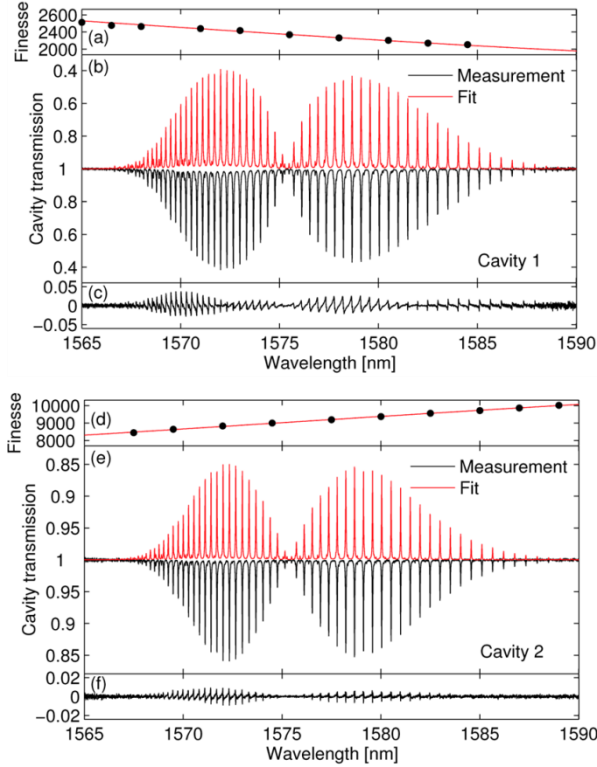 Finesse
2600
2400
2200
2000
(a)
(b)
Measurement
Fit
Cavity transmission
0.4
0.6
0.8
1
0.8
0.6
0.4
Cavity 1
(c)
0.05
0
−0.05
1565 1570 1575 1580 1585 1590
Wavelength [nm]
Finesse
10000
9000
8000
(d)
(e)
Measurement
Fit
Cavity transmission
0.85
0.9
0.95
1
0.95
0.9
0.85
Cavity 2
(f)
0.02
0
−0.02
1565 1570 1575 1580 1585 1590
Wavelength [nm]